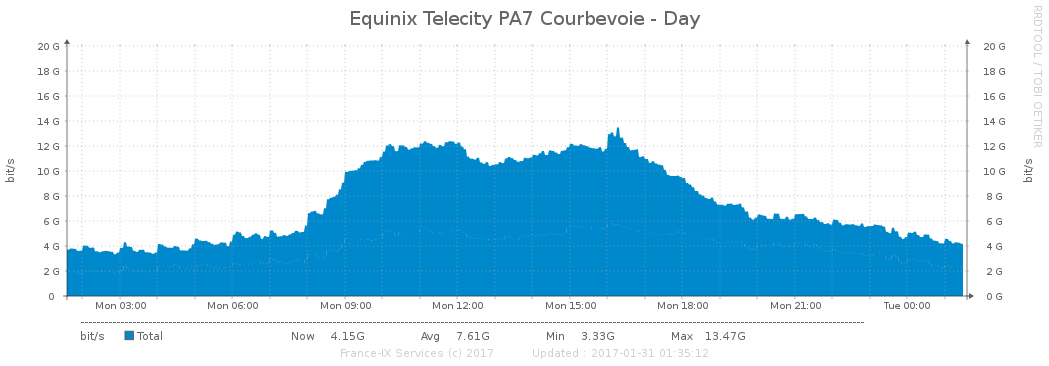 Equinix Telecity PA7 Courbevoie - Day
RRDTOOL / TOBI OETIKER
bit/s
20 G 20 G
18 G 18 G
16 G 16 G
14 G 14 G
12 G 12 G
10 G 10 G
8 G 8 G
6 G 6 G
4 G 4 G
2 G 2 G
0 0 G
bit/s
Mon 03:00 Mon 06:00 Mon 09:00 Mon 12:00 Mon 15:00 Mon 18:00 Mon 21:00 Tue 00:00
bit/s Total Now 4.15G Avg 7.61G Min 3.33G Max 13.47G
France-IX Services (c) 2017 Updated : 2017-01-31 01:35:12